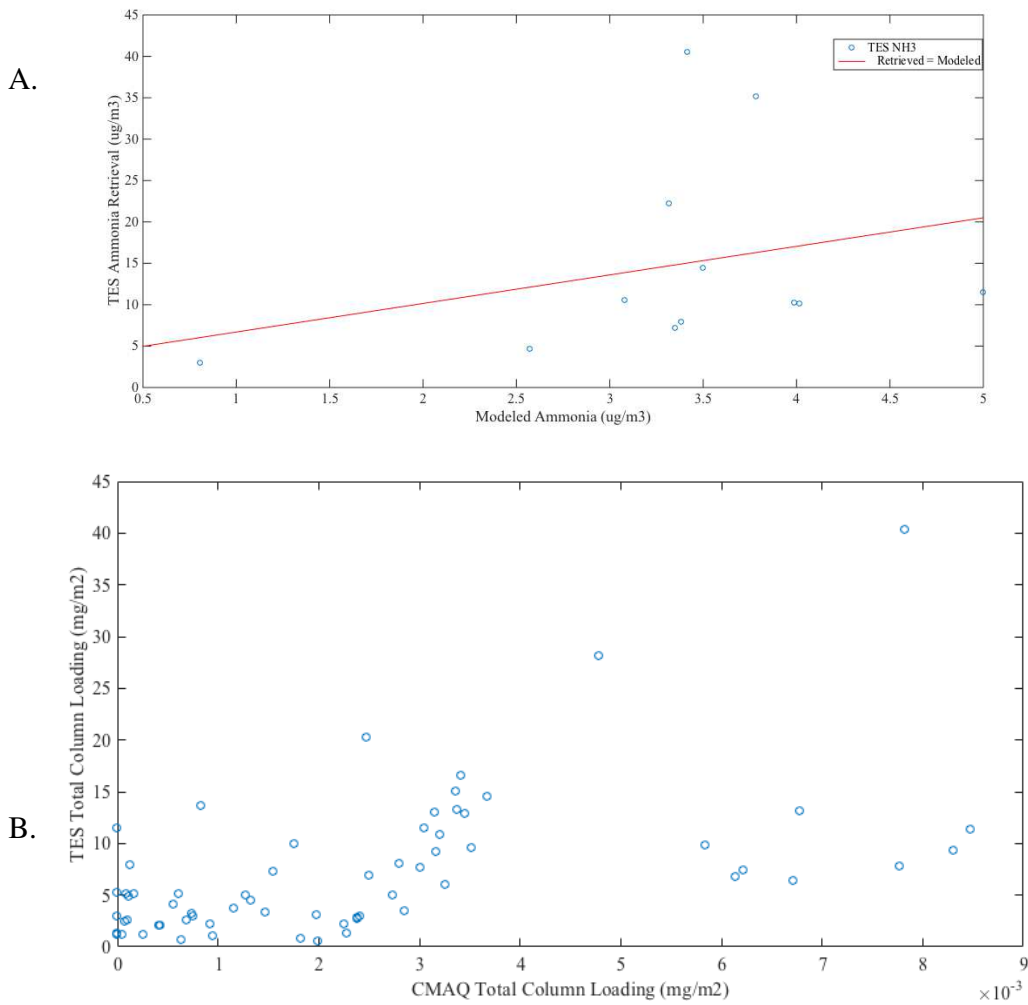 A.
TES Ammonia Retrieval (ug/m3)
45
40
35
30
25
20
15
10
5
0
TES NH3
Retrieved = Modeled
0.5 1 1.5 2 2.5 3 3.5 4 4.5 5
Modeled Ammonia (ug/m3)
B.
TES Total Column Loading (mg/m2)
45
40
35
30
25
20
15
10
5
0
0 1 2 3 4 5 6 7 8 9
×10⁻³
CMAQ Total Column Loading (mg/m2)